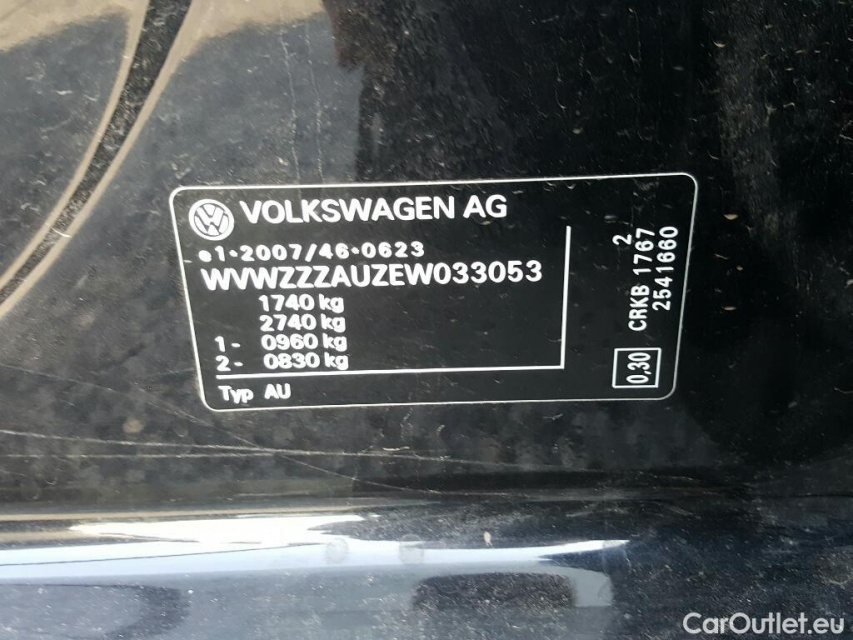 VOLKSWAGEN AG
e1*2007/46*0623
WVWZZZAUZEW033053
1740 kg
2740 kg
1- 0960 kg
2- 0830 kg
Typ AU
2
CRKB 1767
2541660
0,30
CarOutlet.eu